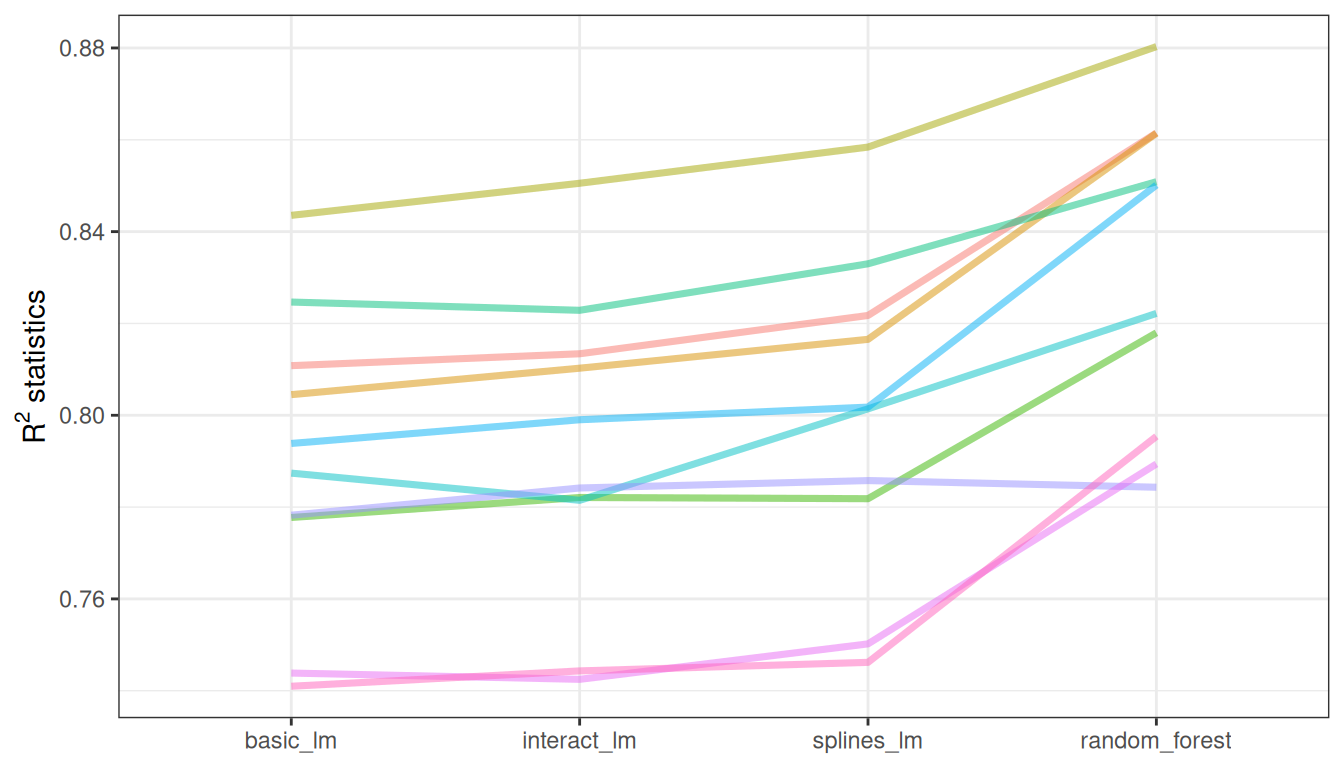 R² statistics
0.88
0.84
0.80
0.76
basic_lm interact_lm splines_lm random_forest